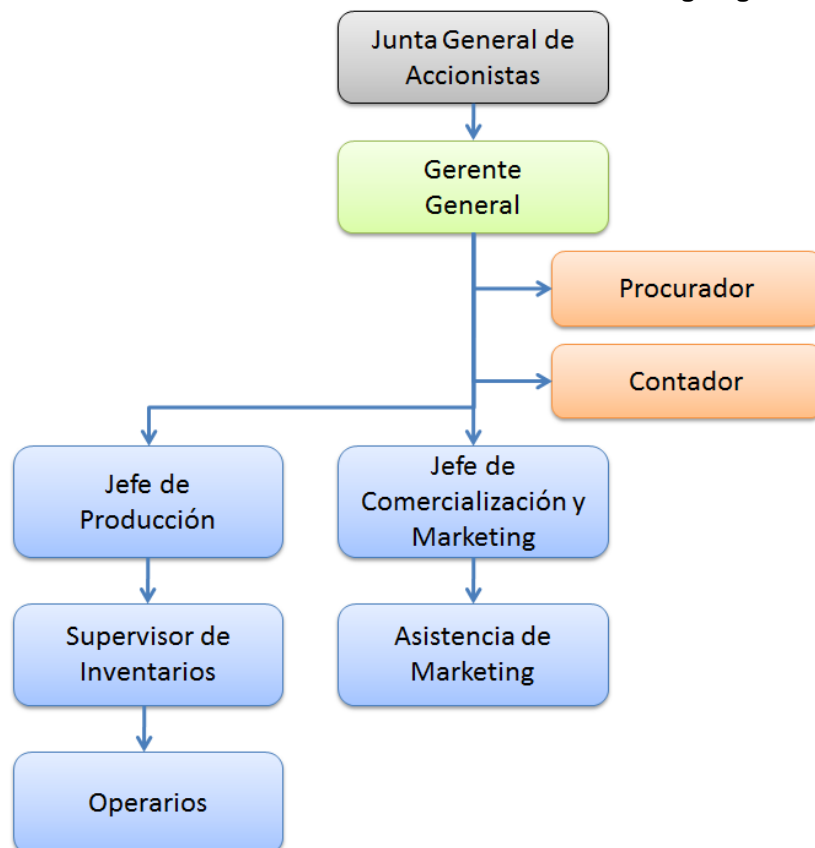 Junta General de
Accionistas
Gerente
General
Procurador
Contador
Jefe de
Producción
Jefe de
Comercialización y
Marketing
Supervisor de
Inventarios
Asistencia de
Marketing
Operarios